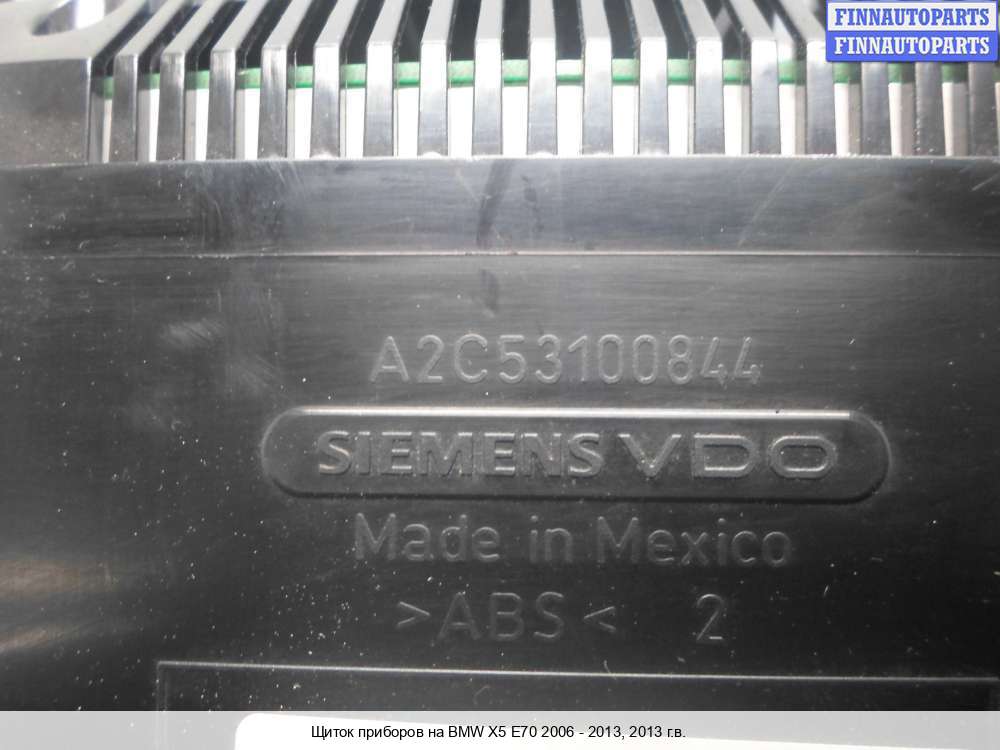 FINNAUTOPARTS
FINNAUTOPARTS
A2C53100844
SIEMENS VDO
Made in Mexico
>ABS< 2
Щиток приборов на BMW X5 E70 2006 - 2013, 2013 г.в.